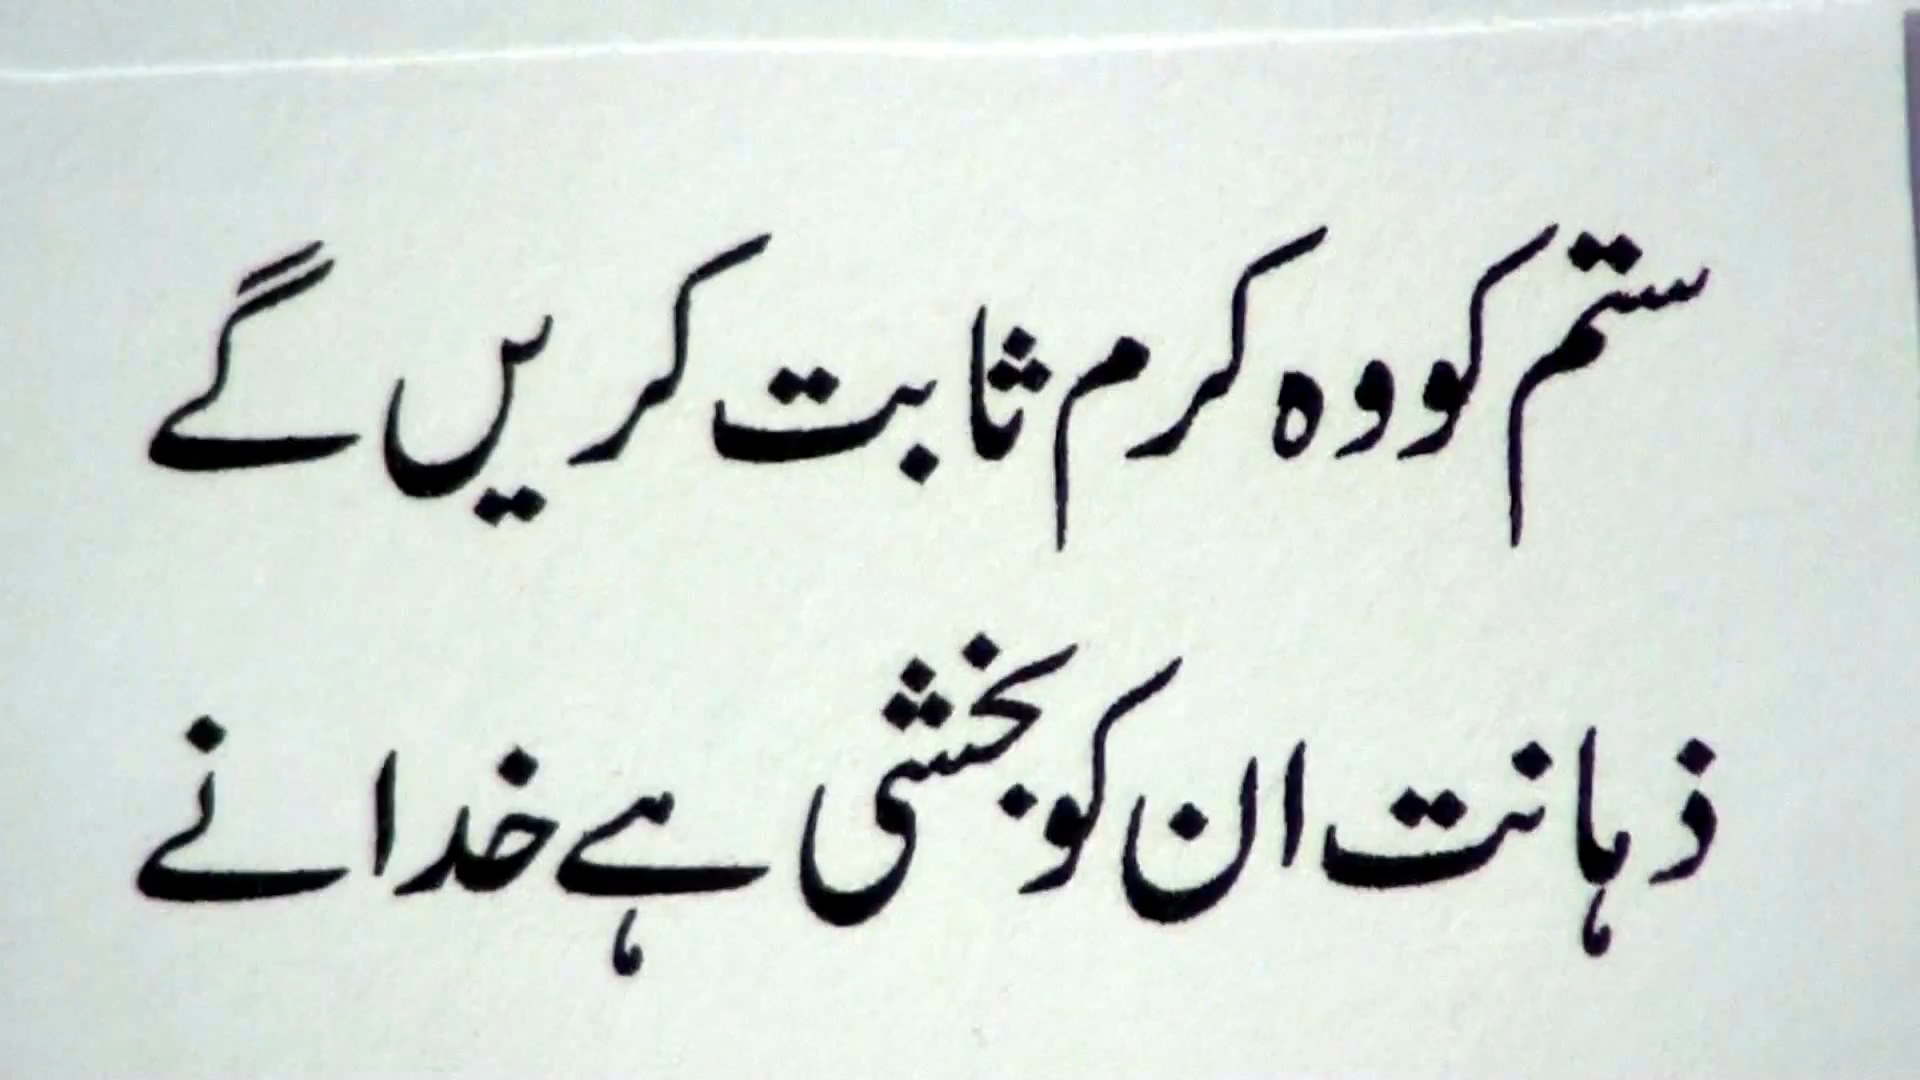 ستم کو وہ کرم ثابت کریں گے
ذہانت ان کو بخشی ہے خدا نے